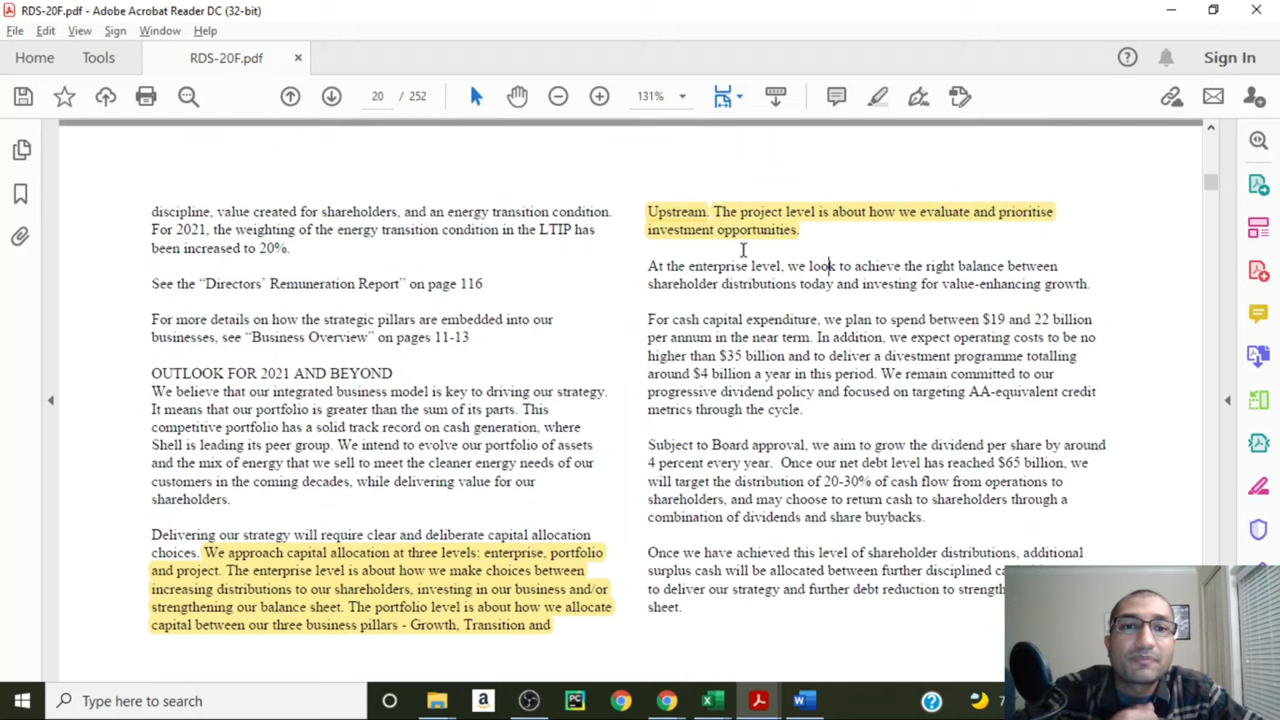 RDS-20F.pdf - Adobe Acrobat Reader DC (32-bit)
File Edit View Sign Window Help
Home Tools RDS-20F.pdf × Sign In
20 / 252 131%
discipline, value created for shareholders, and an energy transition condition.
For 2021, the weighting of the energy transition condition in the LTIP has
been increased to 20%.
See the “Directors’ Remuneration Report” on page 116
For more details on how the strategic pillars are embedded into our
businesses, see “Business Overview” on pages 11-13
OUTLOOK FOR 2021 AND BEYOND
We believe that our integrated business model is key to driving our strategy.
It means that our portfolio is greater than the sum of its parts. This
competitive portfolio has a solid track record on cash generation, where
Shell is leading its peer group. We intend to evolve our portfolio of assets
and the mix of energy that we sell to meet the cleaner energy needs of our
customers in the coming decades, while delivering value for our
shareholders.
Delivering our strategy will require clear and deliberate capital allocation
choices. We approach capital allocation at three levels: enterprise, portfolio
and project. The enterprise level is about how we make choices between
increasing distributions to our shareholders, investing in our business and/or
strengthening our balance sheet. The portfolio level is about how we allocate
capital between our three business pillars - Growth, Transition and
Upstream. The project level is about how we evaluate and prioritise
investment opportunities.
At the enterprise level, we look to achieve the right balance between
shareholder distributions today and investing for value-enhancing growth.
For cash capital expenditure, we plan to spend between $19 and 22 billion
per annum in the near term. In addition, we expect operating costs to be no
higher than $35 billion and to deliver a divestment programme totalling
around $4 billion a year in this period. We remain committed to our
progressive dividend policy and focused on targeting AA-equivalent credit
metrics through the cycle.
Subject to Board approval, we aim to grow the dividend per share by around
4 percent every year. Once our net debt level has reached $65 billion, we
will target the distribution of 20-30% of cash flow from operations to
shareholders, and may choose to return cash to shareholders through a
combination of dividends and share buybacks.
Once we have achieved this level of shareholder distributions, additional
surplus cash will be allocated between further disciplined
to deliver our strategy and further debt reduction to
sheet.
Type here to search